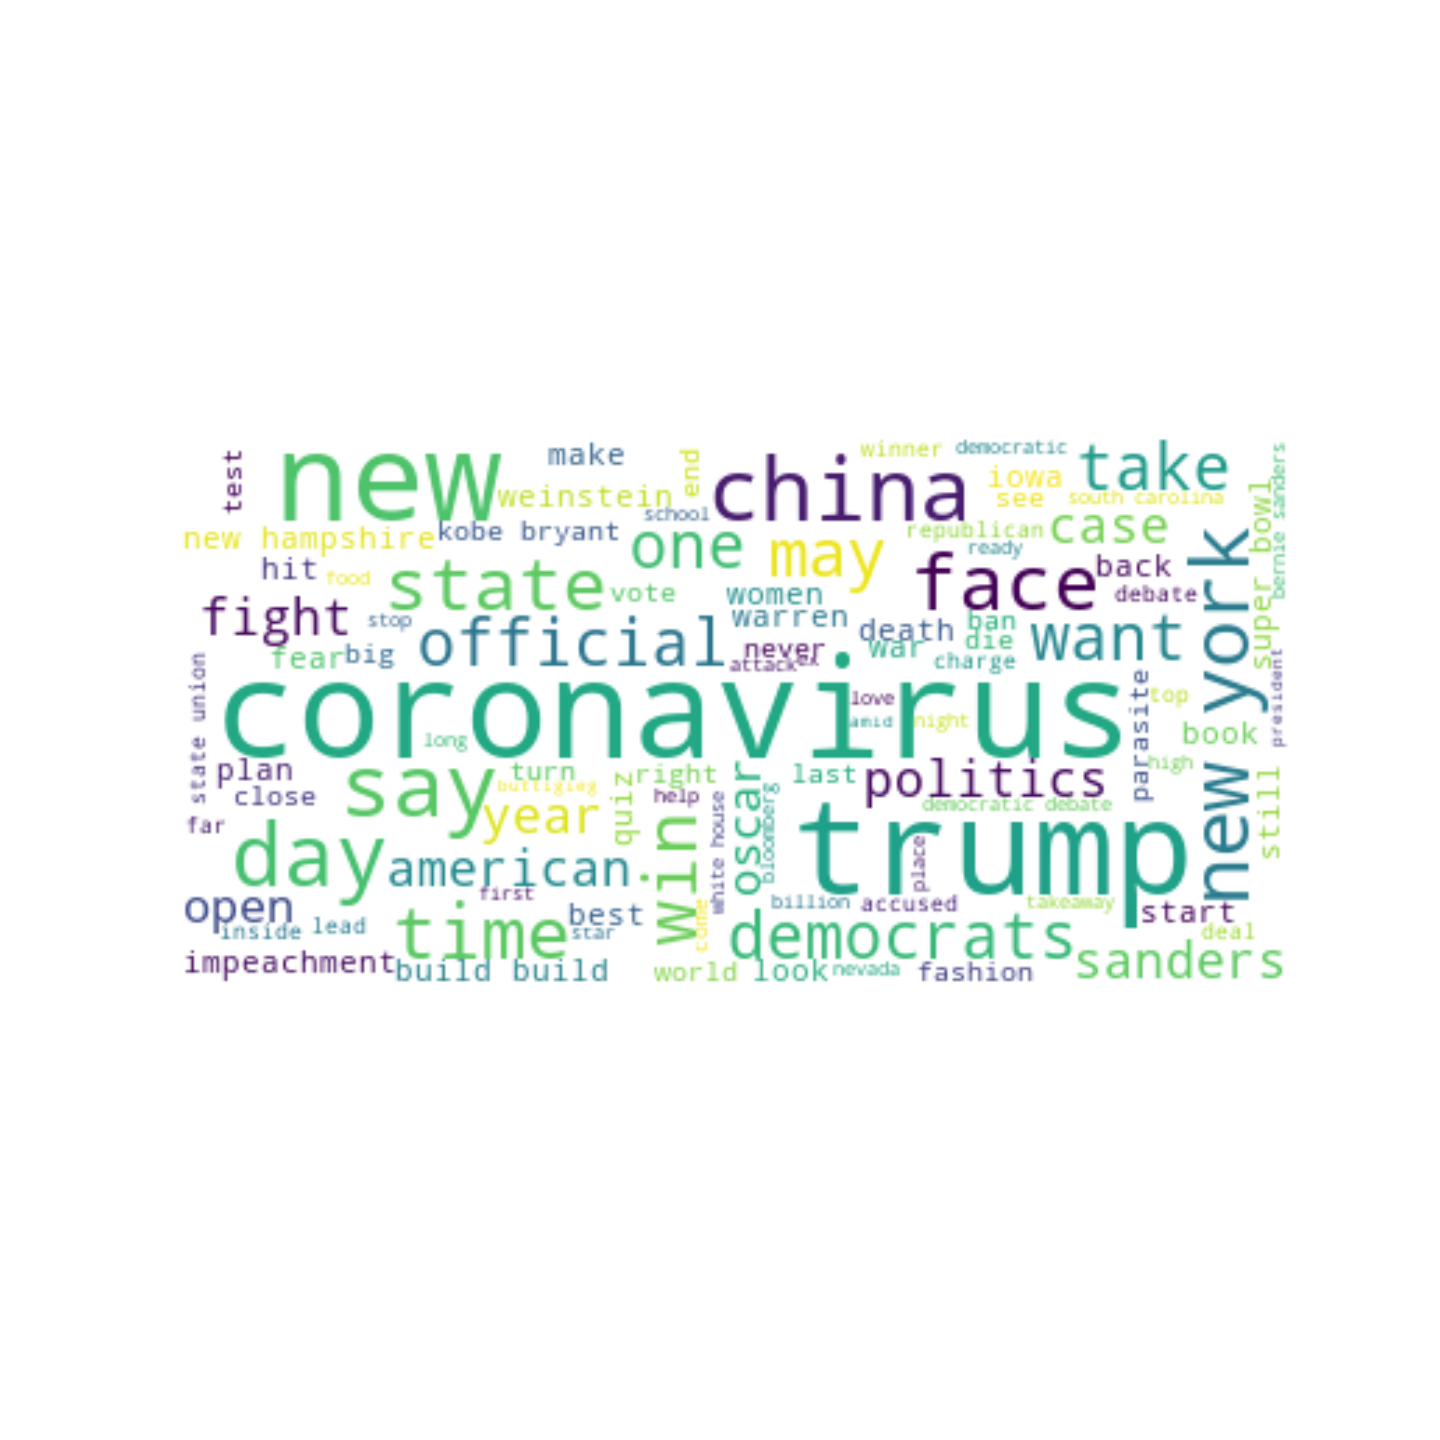 test
new
make
weinstein
end
china
winner
democratic
iowa
see
south carolina
take
bernie sanders
super bowl
new hampshire
kobe bryant
school
one
may
republican
ready
case
hit
food
state
vote
women
face
back
debate
new york
fight
stop
official
warren
death
ban
die
want
fear
big
never
attack
war
charge
president
state union
coronavirus
long
love
amid
night
parasite
top
book
high
plan
close
say
turn
buttigieg
quiz
right
help
oscar
last
politics
democratic debate
still
far
year
win
white house
bloomberg
trump
place
day
american
first
open
inside
lead
time
best
star
come
billion
accused
takeaway
start
deal
democrats
impeachment
build build
world
look
nevada
fashion
sanders